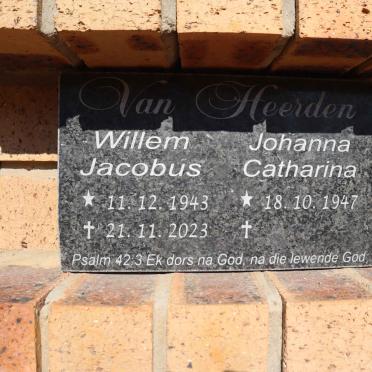 Van Heerden
Willem Johanna
Jacobus Catharina
★ 11. 12. 1943 ★ 18. 10. 1947
✝ 21. 11. 2023 ✝
Psalm 42:3 Ek dors na God, na die lewende God,